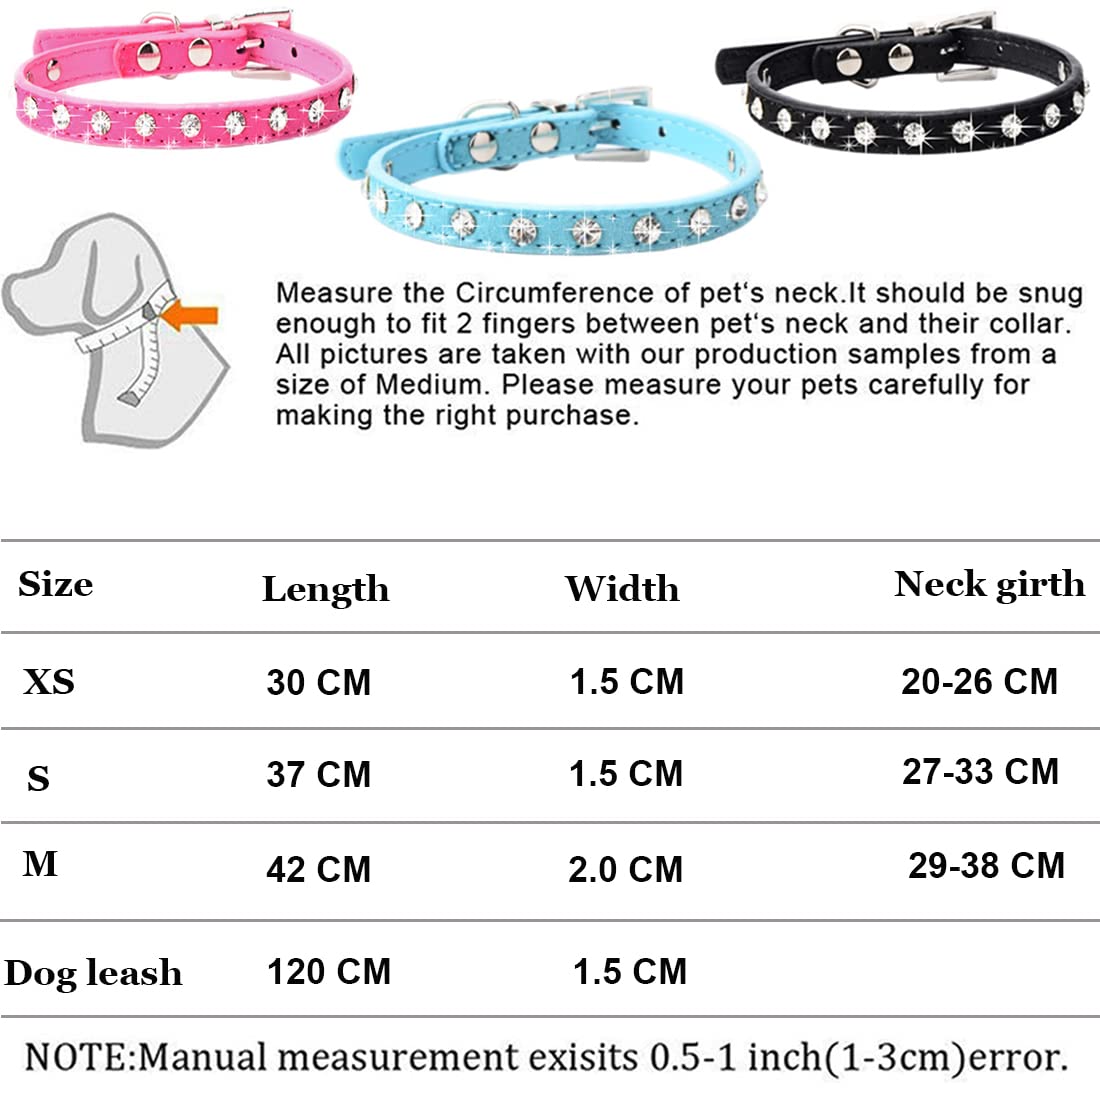 Measure the Circumference of pet's neck.It should be snug
enough to fit 2 fingers between pet's neck and their collar.
All pictures are taken with our production samples from a
size of Medium. Please measure your pets carefully for
making the right purchase.
Size Length Width Neck girth
XS 30 CM 1.5 CM 20-26 CM
S 37 CM 1.5 CM 27-33 CM
M 42 CM 2.0 CM 29-38 CM
Dog leash 120 CM 1.5 CM
NOTE:Manual measurement exisits 0.5-1 inch(1-3cm)error.